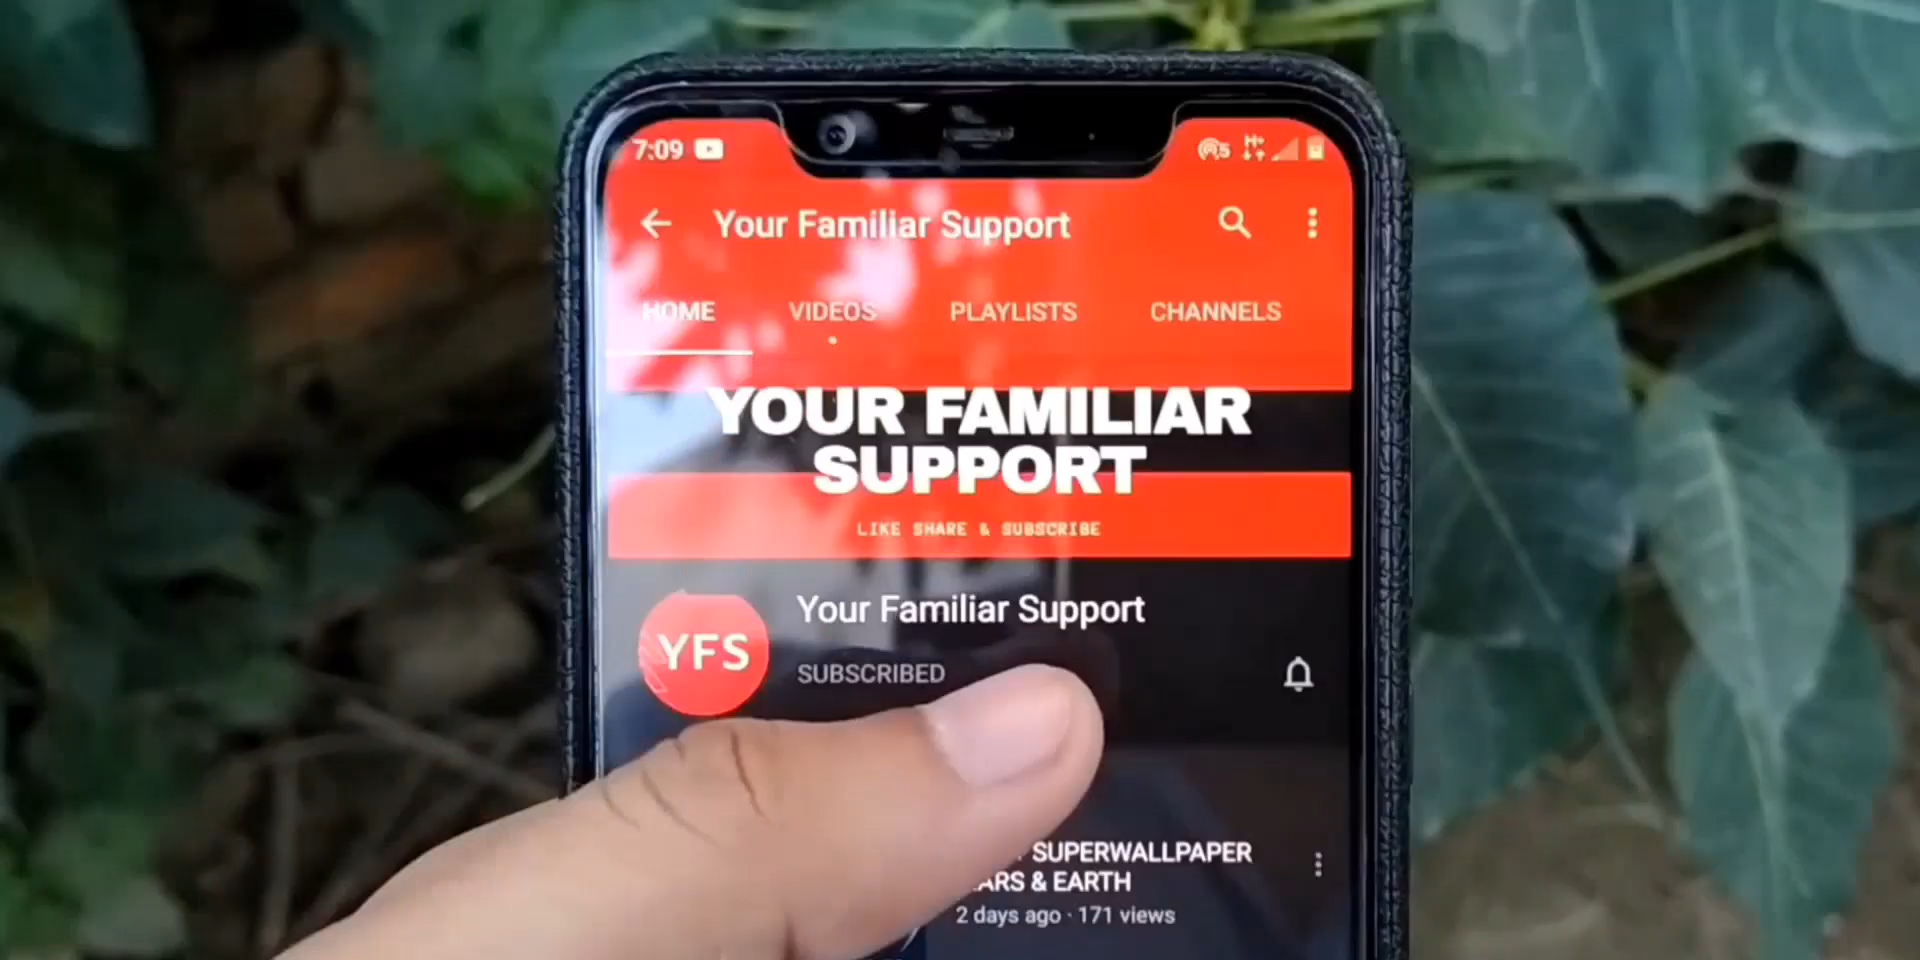 7:09
5 H+
Your Familiar Support
HOME VIDEOS PLAYLISTS CHANNELS
YOUR FAMILIAR
SUPPORT
LIKE SHARE & SUBSCRIBE
YFS
Your Familiar Support
SUBSCRIBED
SUPERWALLPAPER
& EARTH
2 days ago · 171 views